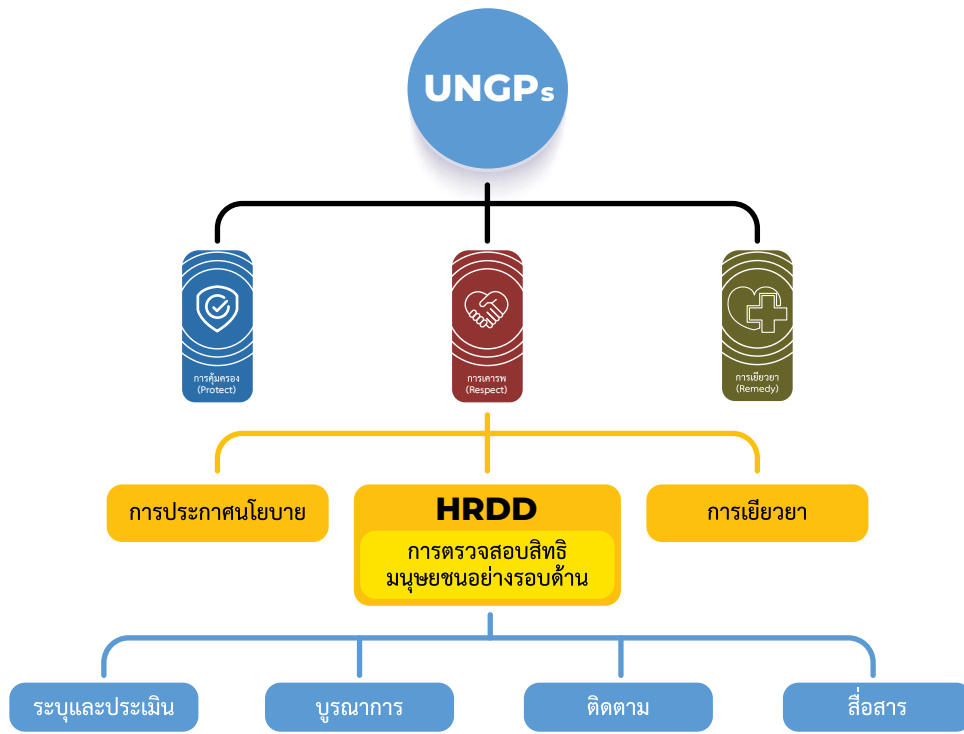 UNGPs
การคุ้มครอง
(Protect)
การเคารพ
(Respect)
การเยียวยา
(Remedy)
การประกาศนโยบาย
HRDD
การตรวจสอบสิทธิ
มนุษยชนอย่างรอบด้าน
การเยียวยา
ระบุและประเมิน
บูรณาการ
ติดตาม
สื่อสาร